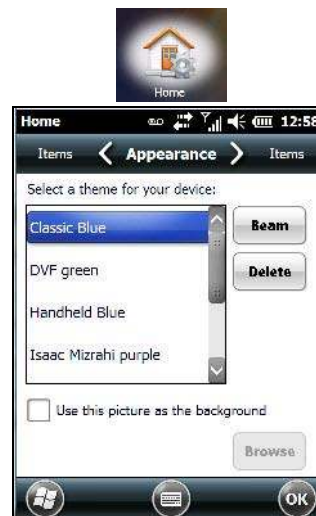 Home
Home 12:58
Items Appearance Items
Select a theme for your device:
Classic Blue Beam
DVF green Delete
Handheld Blue
Isaac Mizrahi purple
Use this picture as the background
Browse
OK